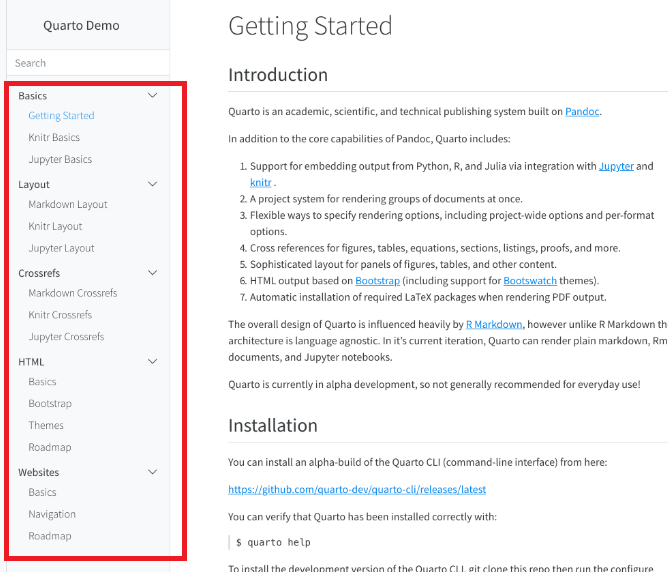 Quarto Demo
Search
Basics
Getting Started
Knitr Basics
Jupyter Basics
Layout
Markdown Layout
Knitr Layout
Jupyter Layout
Crossrefs
Markdown Crossrefs
Knitr Crossrefs
Jupyter Crossrefs
HTML
Basics
Bootstrap
Themes
Roadmap
Websites
Basics
Navigation
Roadmap
Getting Started
Introduction
Quarto is an academic, scientific, and technical publishing system built on Pandoc.
In addition to the core capabilities of Pandoc, Quarto includes:
1. Support for embedding output from Python, R, and Julia via integration with Jupyter and
knitr .
2. A project system for rendering groups of documents at once.
3. Flexible ways to specify rendering options, including project-wide options and per-format
options.
4. Cross references for figures, tables, equations, sections, listings, proofs, and more.
5. Sophisticated layout for panels of figures, tables, and other content.
6. HTML output based on Bootstrap (including support for Bootswatch themes).
7. Automatic installation of required LaTeX packages when rendering PDF output.
The overall design of Quarto is influenced heavily by R Markdown, however unlike R Markdown th
architecture is language agnostic. In it's current iteration, Quarto can render plain markdown, Rm
documents, and Jupyter notebooks.
Quarto is currently in alpha development, so not generally recommended for everyday use!
Installation
You can install an alpha-build of the Quarto CLI (command-line interface) from here:
https://github.com/quarto-dev/quarto-cli/releases/latest
You can verify that Quarto has been installed correctly with:
$ quarto help
To install the development version of the Quarto CLI, git clone this repo then run the configure